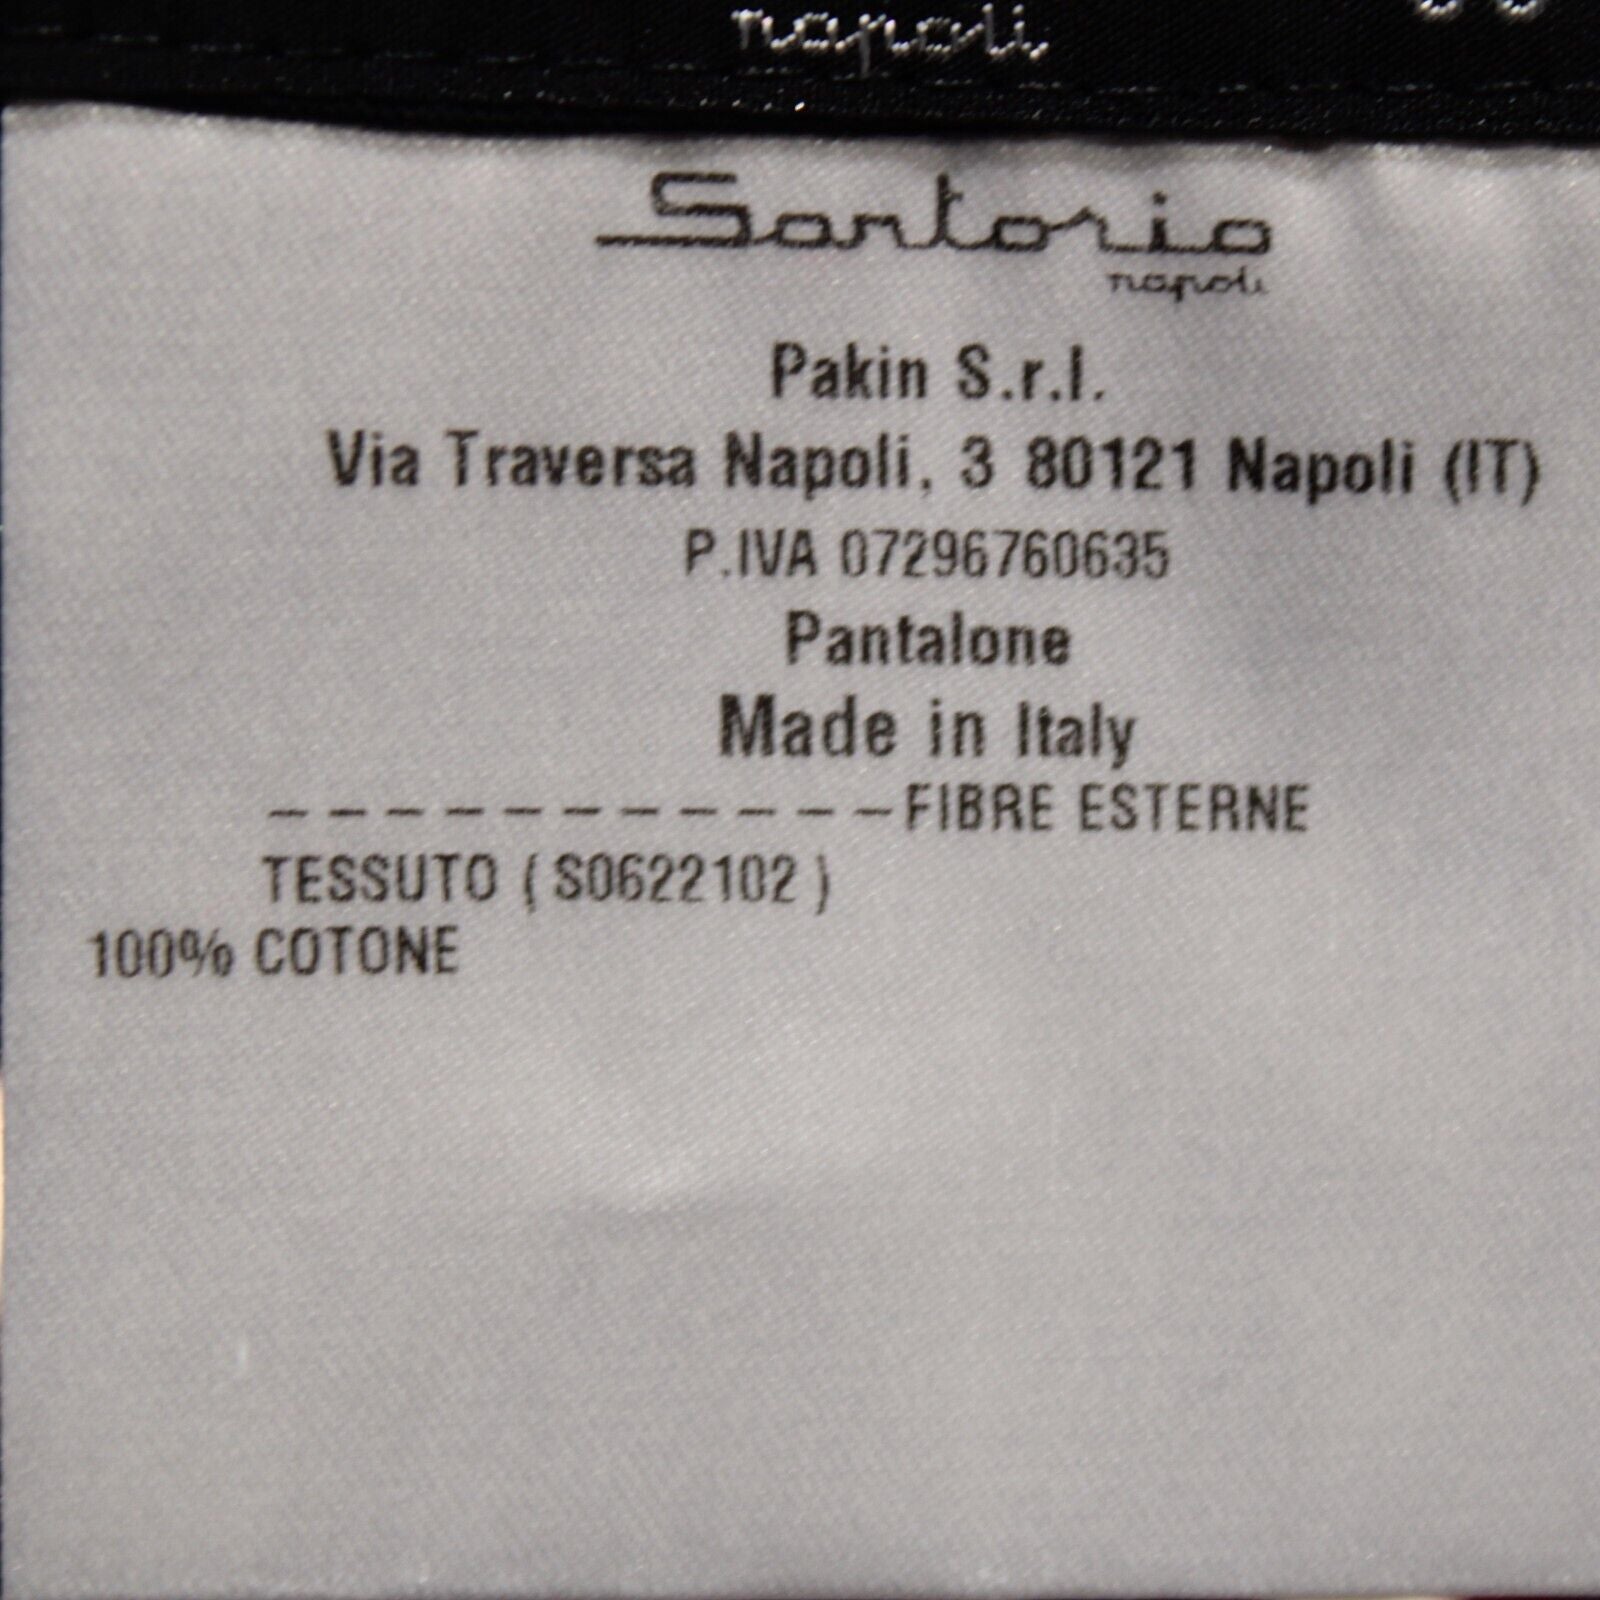 napoli
Sartorio
napoli
Pakin S.r.l.
Via Traversa Napoli, 3 80121 Napoli (IT)
P.IVA 07296760635
Pantalone
Made in Italy
------------FIBRE ESTERNE
TESSUTO (S0622102)
100% COTONE